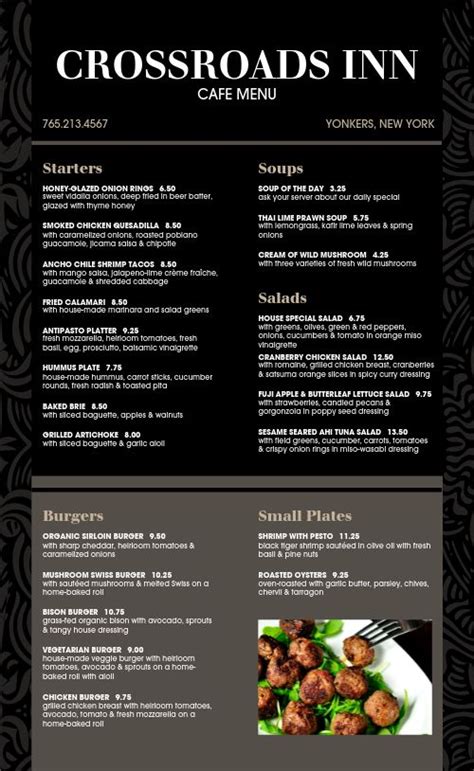 CROSSROADS INN
CAFE MENU
765.213.4567
YONKERS, NEW YORK
Starters
HONEY-GLAZED ONION RINGS 6.50
sweet vidalia onions, deep fried in beer batter,
glazed with thyme honey
SMOKED CHICKEN QUESADILLA 8.50
with caramelized onions, roasted poblano
guacamole, jicama salsa & chipotle
ANCHO CHILE SHRIMP TACOS 8.50
with mango salsa, jalapeno-lime crème fraîche,
guacamole & shredded cabbage
FRIED CALAMARI 8.50
with house-made marinara and salad greens
ANTIPASTO PLATTER 9.25
fresh mozzarella, heirloom tomatoes, fresh
basil, egg, prosciutto, balsamic vinaigrette
HUMMUS PLATE 7.75
house-made hummus, carrot sticks, cucumber
rounds, fresh radish & toasted pita
BAKED BRIE 8.50
with sliced baguette, apples & walnuts
GRILLED ARTICHOKE 8.00
with sliced baguette & garlic aioli
Soups
SOUP OF THE DAY 3.25
ask your server about our daily special
THAI LIME PRAWN SOUP 5.75
with lemongrass, kafir lime leaves & spring
onions
CREAM OF WILD MUSHROOM 4.25
with three varieties of fresh wild mushrooms
Salads
HOUSE SPECIAL SALAD 6.75
with greens, olives, green & red peppers,
onions, cucumbers & tomato in orange miso
vinaigrette
CRANBERRY CHICKEN SALAD 12.50
with romaine, grilled chicken breast, cranberries
& satsuma orange slices in spicy curry dressing
FUJI APPLE & BUTTERLEAF LETTUCE SALAD 9.75
with strawberries, candied pecans &
gorgonzola in poppy seed dressing
SESAME SEARED AHI TUNA SALAD 13.50
with field greens, cucumber, carrots, tomatoes
& crispy onion rings in miso-wasabi dressing
Burgers
ORGANIC SIRLOIN BURGER 9.50
with sharp cheddar, heirloom tomatoes &
caramelized onions
MUSHROOM SWISS BURGER 10.25
with sautéed mushrooms & melted Swiss on a
home-baked roll
BISON BURGER 10.75
grass-fed organic bison with avocado, sprouts
& tangy house dressing
VEGETARIAN BURGER 9.00
house-made veggie burger with heirloom
tomatoes, avocado & sprouts on a home-
baked roll with aioli
CHICKEN BURGER 9.75
grilled chicken breast with heirloom tomatoes,
avocado, tomato & fresh mozzarella on a
home-baked roll
Small Plates
SHRIMP WITH PESTO 11.25
black tiger shrimp sautéed in olive oil with fresh
basil & pine nuts
ROASTED OYSTERS 9.25
oven-roasted with garlic butter, parsley, chives,
chervil & tarragon